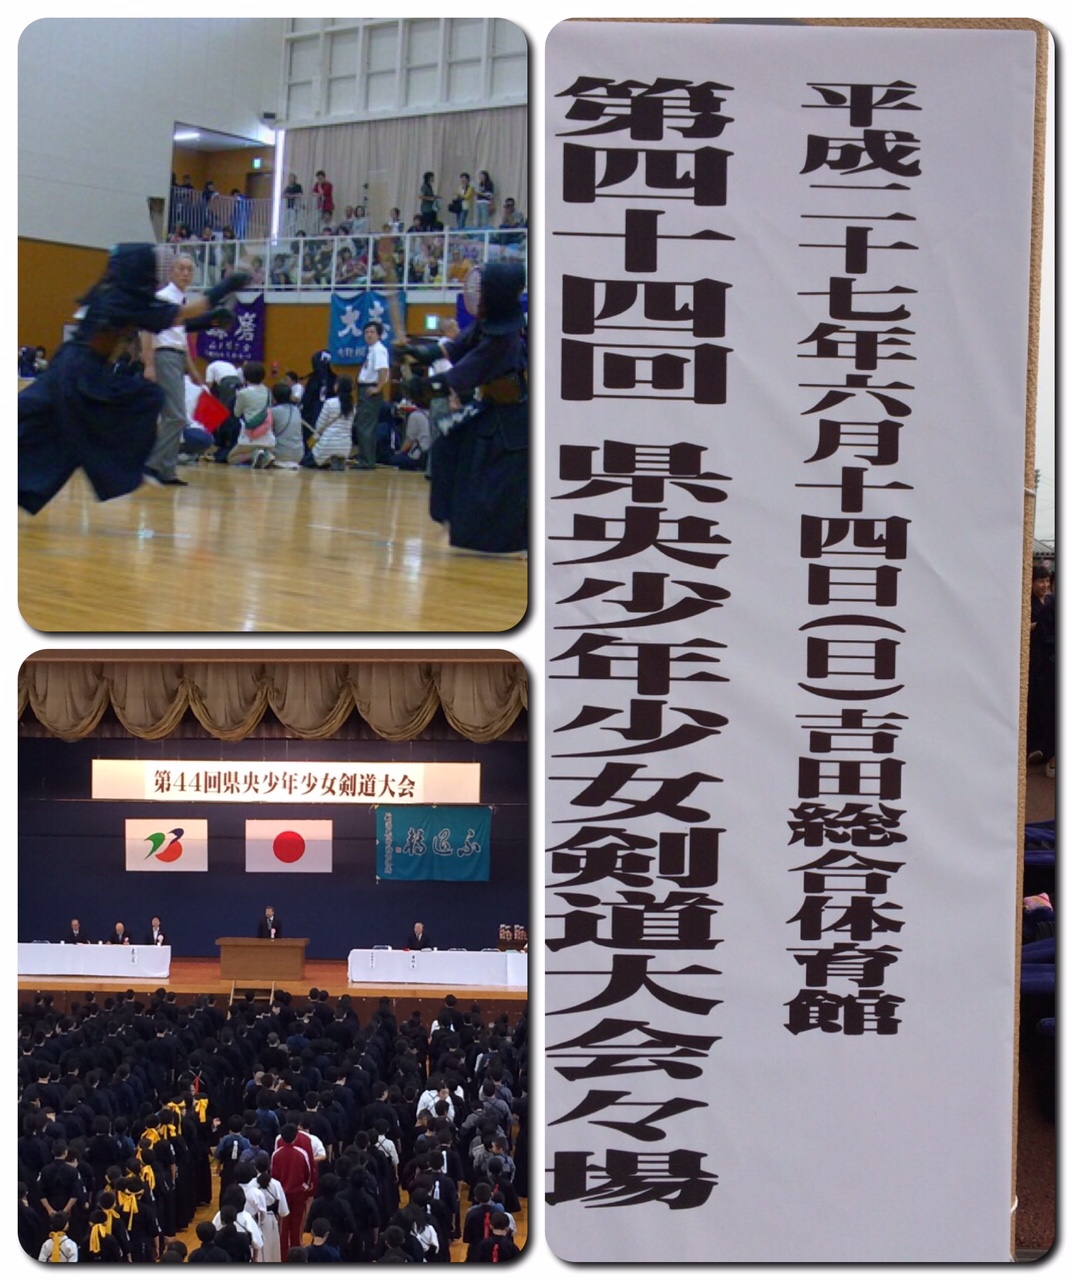 平成二十七年六月十四日(日)吉田総合体育館
第四十四回 県央少年少女剣道大会々場
第44回県央少年少女剣道大会